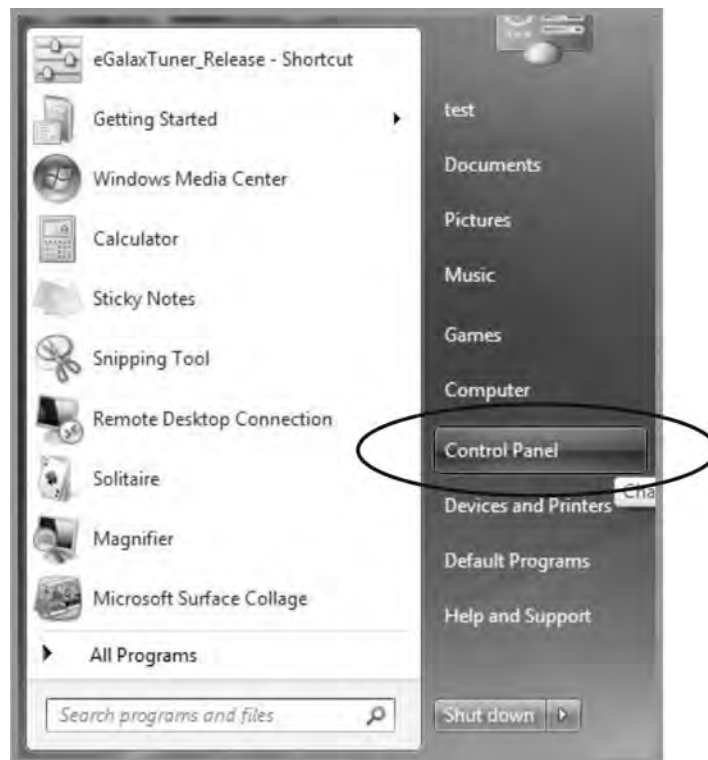 eGalaxTuner_Release - Shortcut
Getting Started
Windows Media Center
Calculator
Sticky Notes
Snipping Tool
Remote Desktop Connection
Solitaire
Magnifier
Microsoft Surface Collage
All Programs
Search programs and files
test
Documents
Pictures
Music
Games
Computer
Control Panel
Devices and Printers
Default Programs
Help and Support
Shut down